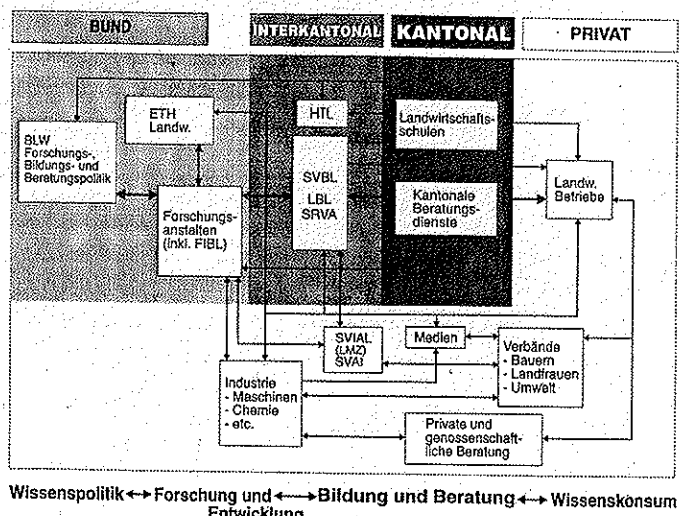 BUND
INTERKANTONAL
KANTONAL
PRIVAT
BLW
Forschungs-,
Bildungs- und
Beratungspolitik
ETH
Landw.
Forschungs-
anstalten
(inkl. FIBL)
HTL
SVBL
LBL
SRVA
Landwirtschafts-
schulen
Kantonale
Beratungs-
dienste
Landw.
Betriebe
SVIAL
(LMZ)
Medien
Verbände
- Bauern
- Landfrauen
- Umwelt
Industrie
- Maschinen
- Chemie
- etc.
Private und
genossenschaft-
liche Beratung
Wissenspolitik ↔ Forschung und ↔ Bildung und Beratung ↔ Wissenskonsum
Entwicklung